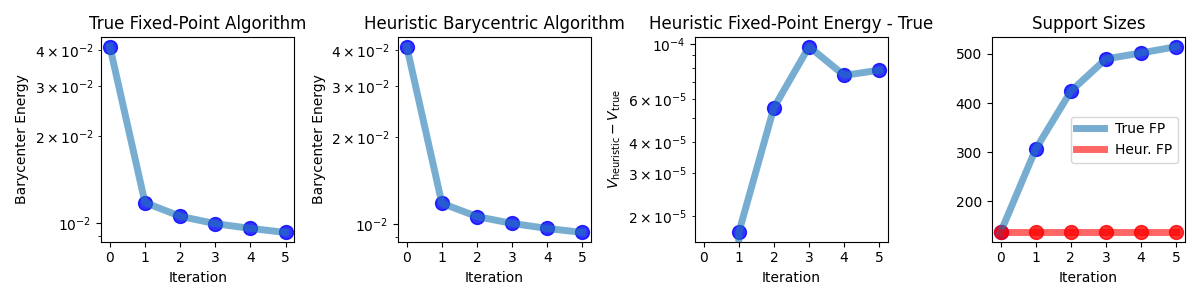 True Fixed-Point Algorithm
Barycenter Energy
4 × 10⁻²
3 × 10⁻²
2 × 10⁻²
10⁻²
0 1 2 3 4 5
Iteration
Heuristic Barycentric Algorithm
Barycenter Energy
4 × 10⁻²
3 × 10⁻²
2 × 10⁻²
10⁻²
0 1 2 3 4 5
Iteration
Heuristic Fixed-Point Energy - True
V_heuristic − V_true
10⁻⁴
6 × 10⁻⁵
4 × 10⁻⁵
3 × 10⁻⁵
2 × 10⁻⁵
0 1 2 3 4 5
Iteration
Support Sizes
500
400
300
200
True FP
Heur. FP
0 1 2 3 4 5
Iteration